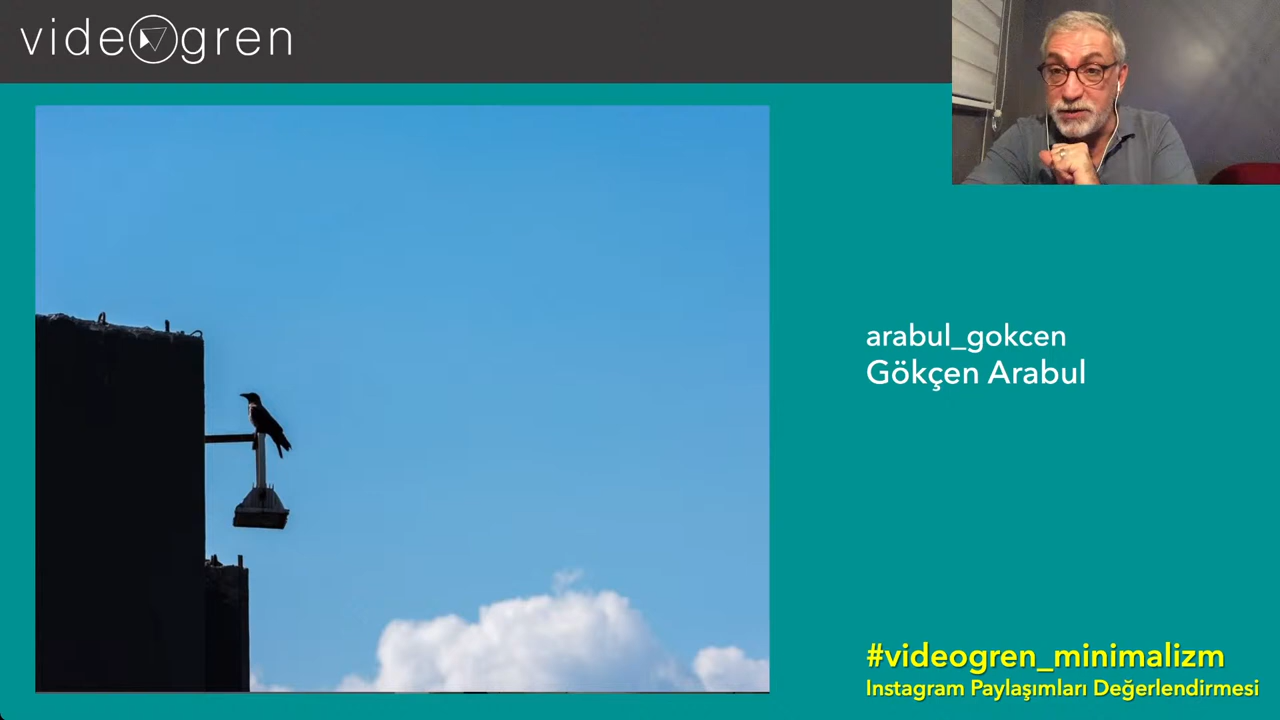 videogren
arabul_gokcen
Gökçen Arabul
#videogren_minimalizm
Instagram Paylaşımları Değerlendirmesi